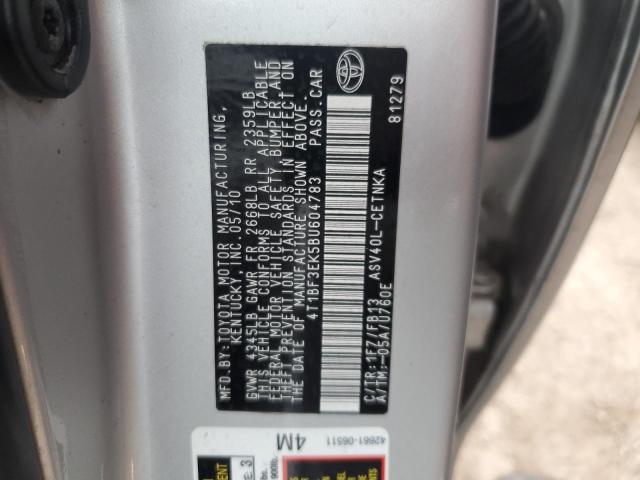 MFD.BY:TOYOTA MOTOR MANUFACTURING,
KENTUCKY, INC.05/10
GVWR 4345LB GAWR FR 2668LB RR 2359LB
THIS VEHICLE CONFORMS TO ALL APPLICABLE
FEDERAL MOTOR VEHICLE SAFETY, BUMPER,AND
THEFT PREVENTION STANDARDS IN EFFECT ON
THE DATE OF MANUFACTURE SHOWN ABOVE.
4T1BF3EK5BU604783 PASS.CAR
C/TR:1F7/FB13 ASV40L-CETNKA
A/TM:-05A/U760E 81279
42661-06511
4M